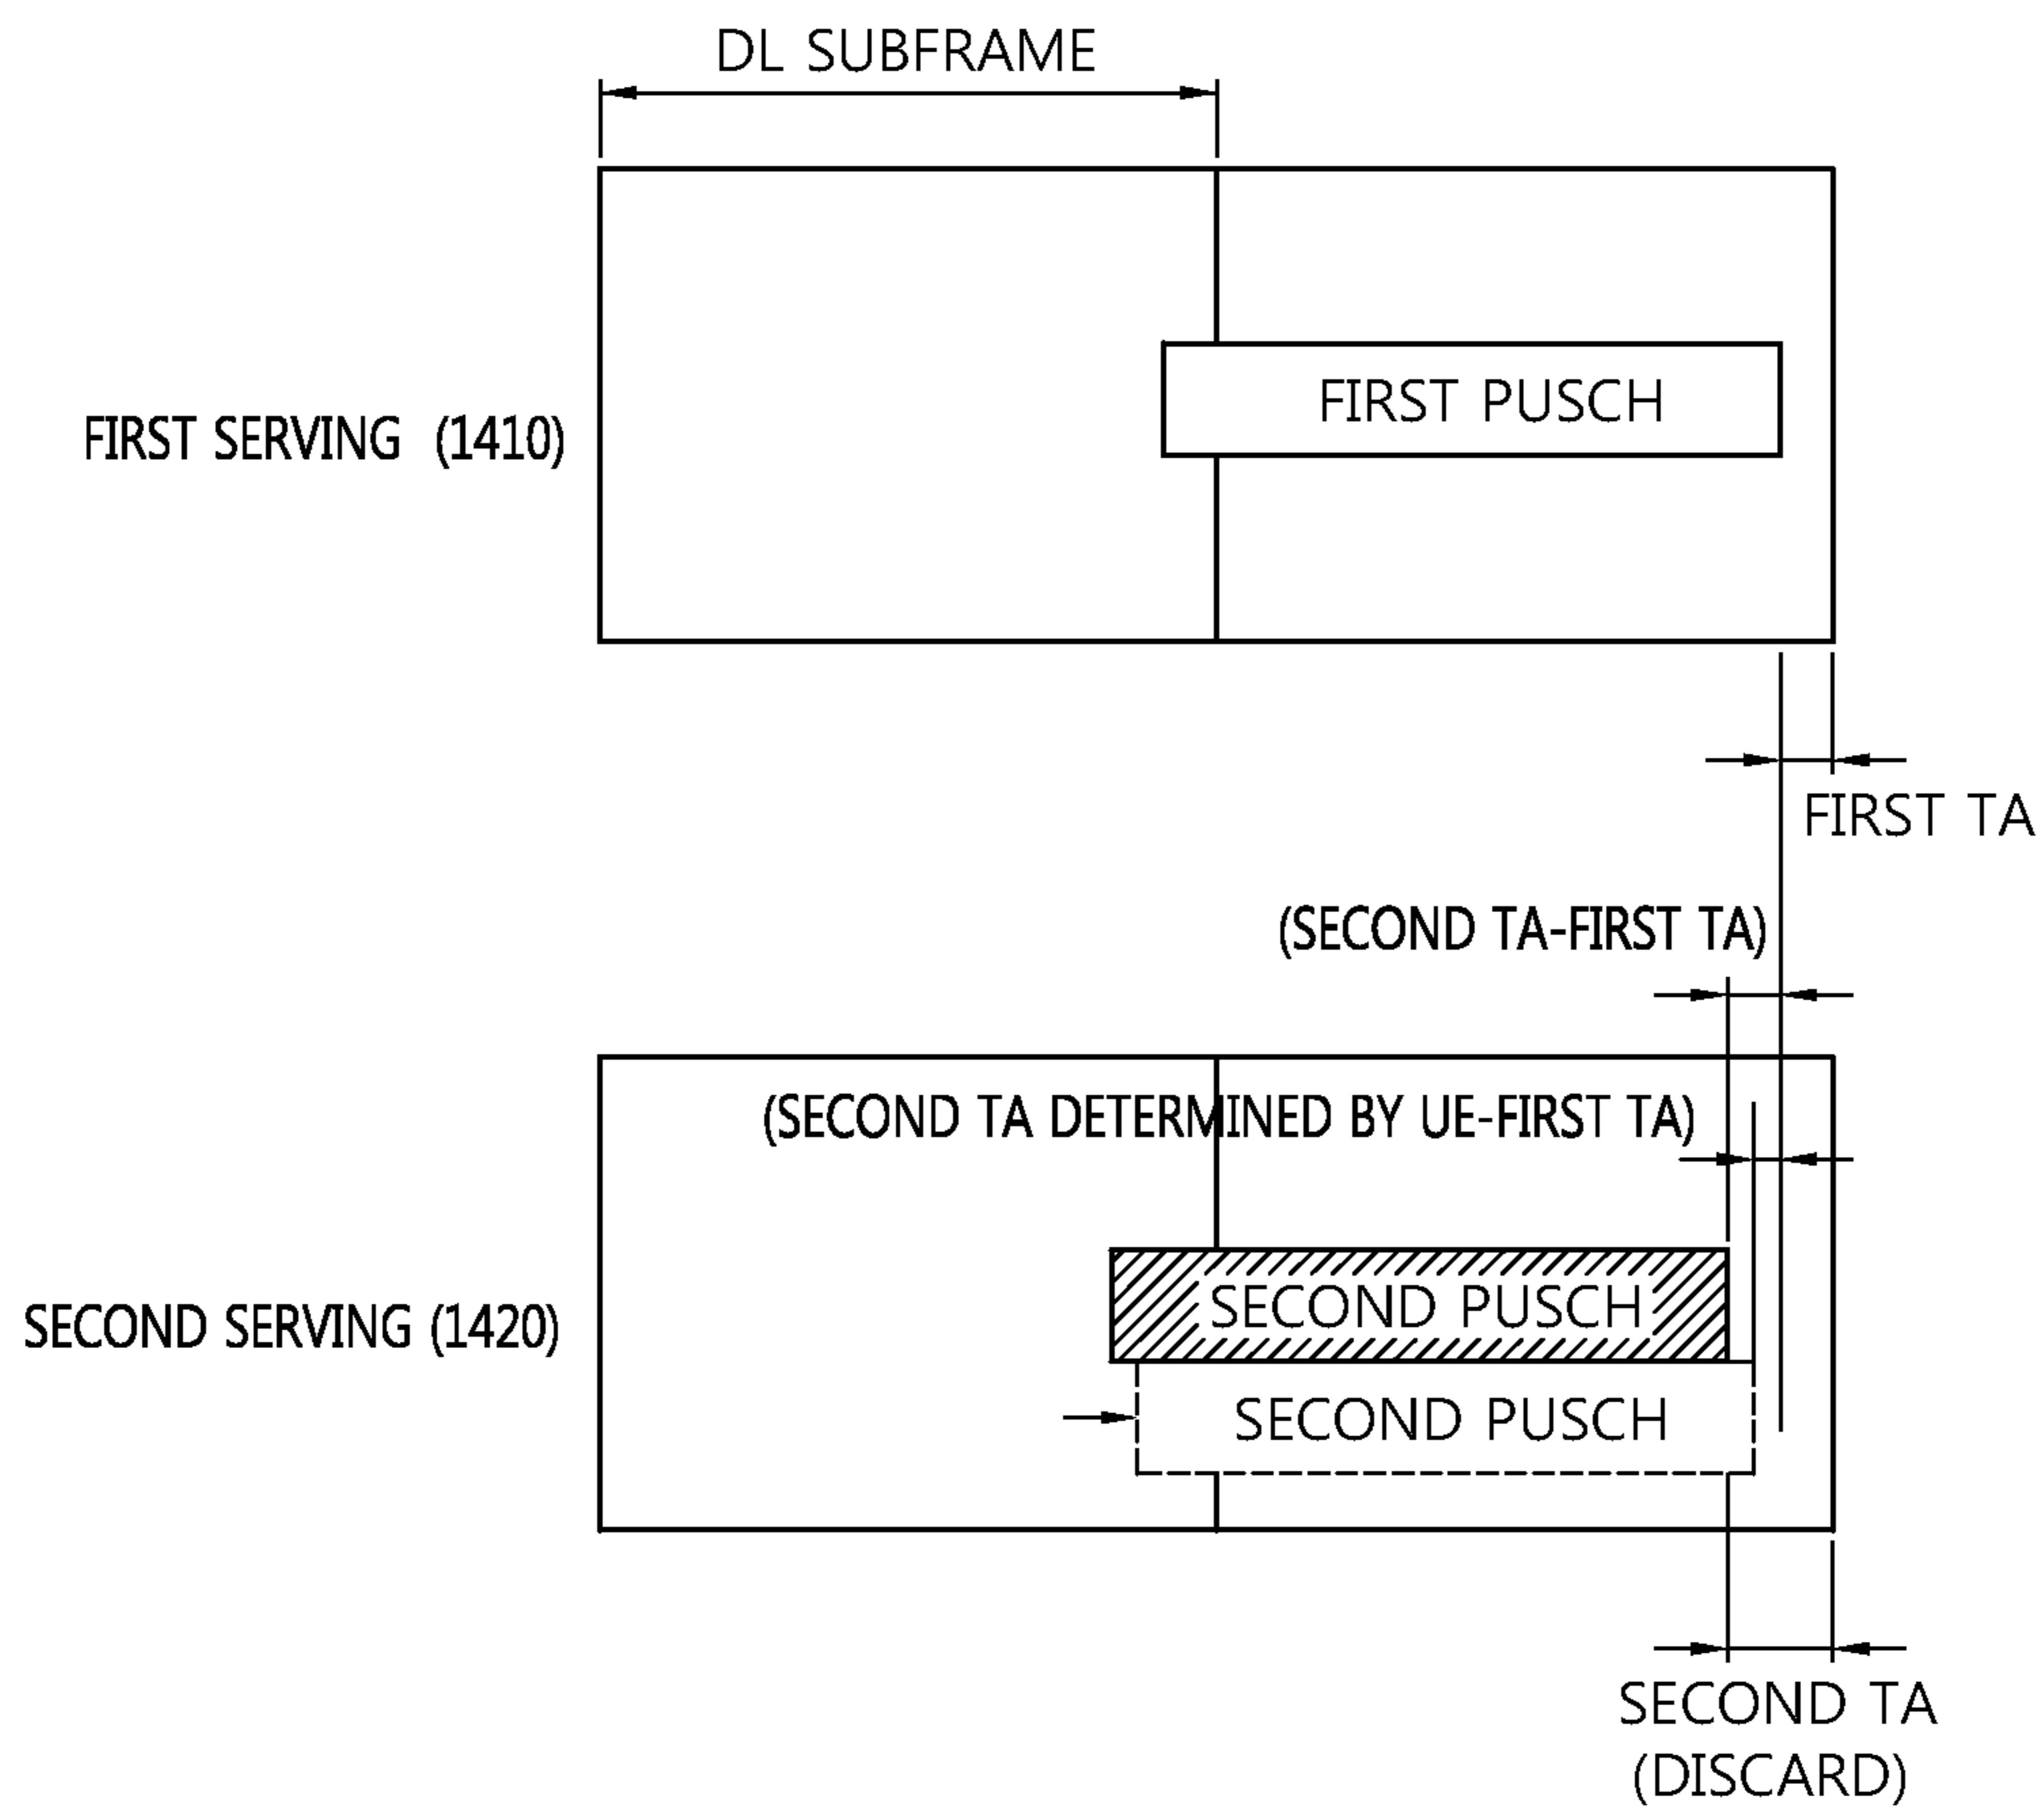 DL SUBFRAME
FIRST PUSCH
FIRST SERVING (1410)
FIRST TA
(SECOND TA-FIRST TA)
(SECOND TA DETERMINED BY UE-FIRST TA)
SECOND PUSCH
SECOND SERVING (1420)
SECOND PUSCH
SECOND TA
(DISCARD)